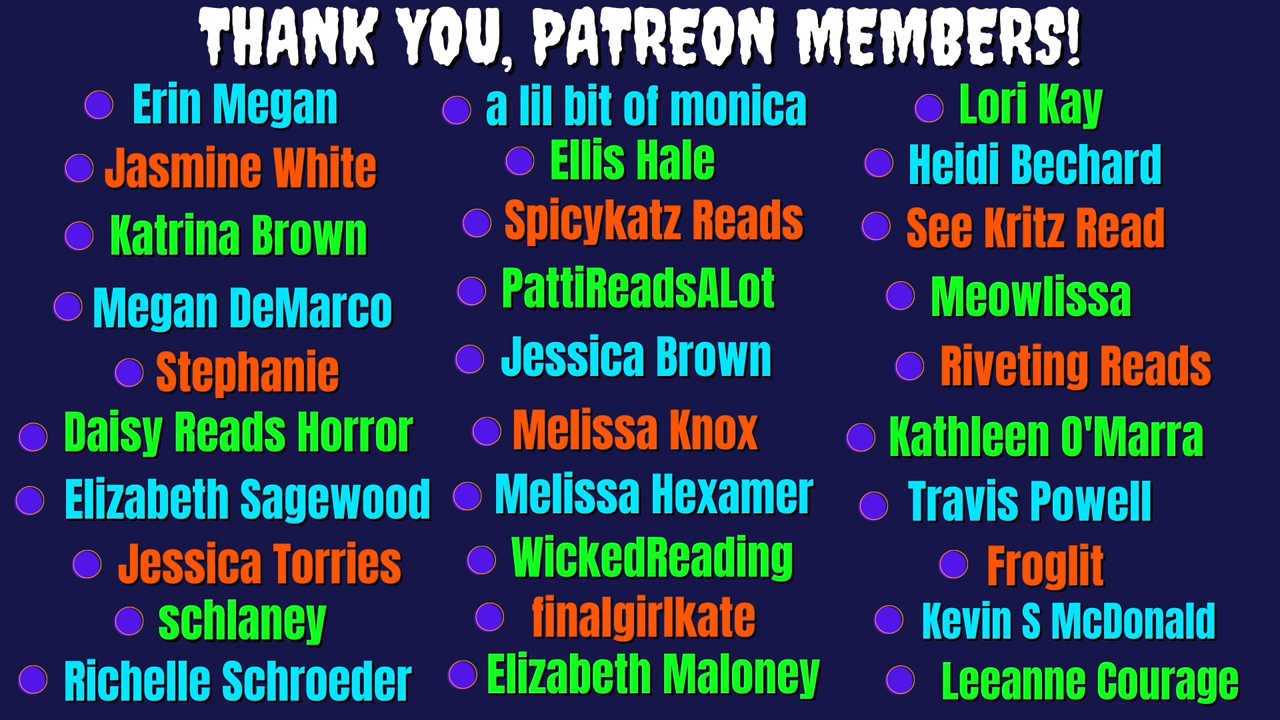 THANK YOU, PATREON MEMBERS!
Erin Megan
Jasmine White
Katrina Brown
Megan DeMarco
Stephanie
Daisy Reads Horror
Elizabeth Sagewood
Jessica Torries
schlaney
Richelle Schroeder
a lil bit of monica
Ellis Hale
Spicykatz Reads
PattiReadsALot
Jessica Brown
Melissa Knox
Melissa Hexamer
WickedReading
finalgirlkate
Elizabeth Maloney
Lori Kay
Heidi Bechard
See Kritz Read
Meowlissa
Riveting Reads
Kathleen O'Marra
Travis Powell
Froglit
Kevin S McDonald
Leeanne Courage